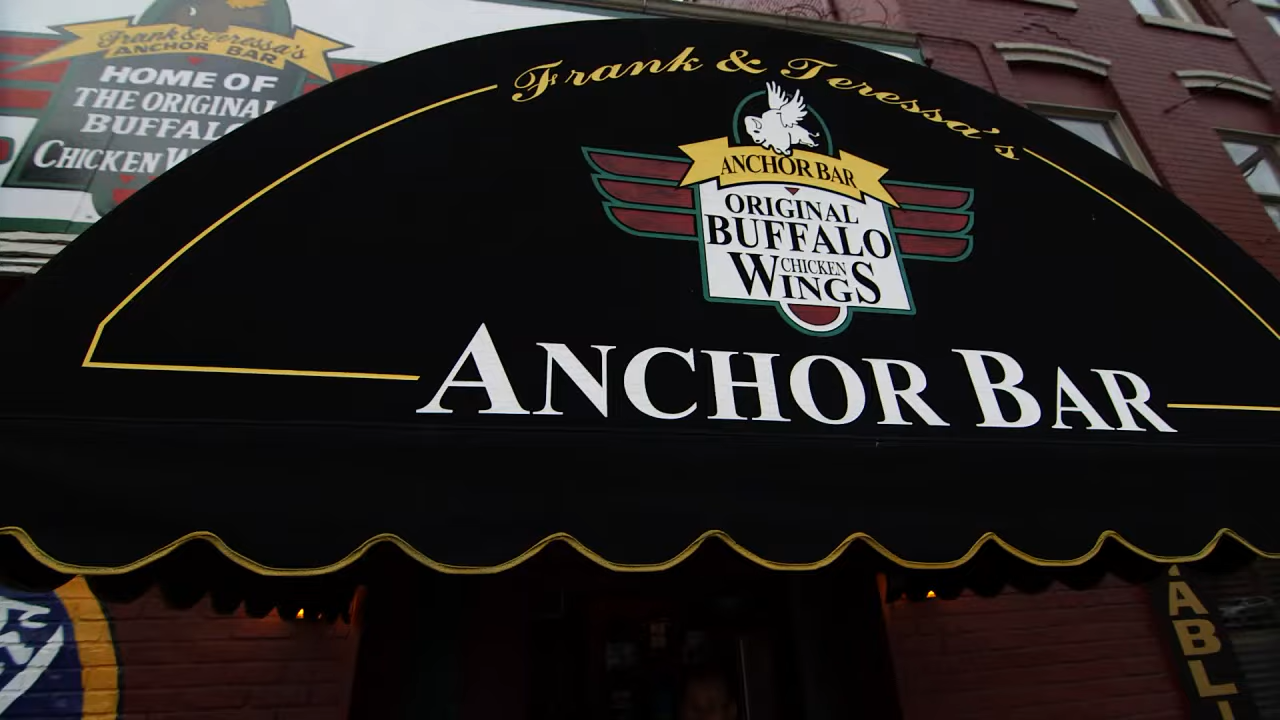 Frank & Teressa's
ANCHOR BAR
HOME OF
THE ORIGINAL
BUFFALO
CHICKEN
Frank & Teressa's
ANCHOR BAR
ORIGINAL
BUFFALO
CHICKEN
WINGS
ANCHOR BAR